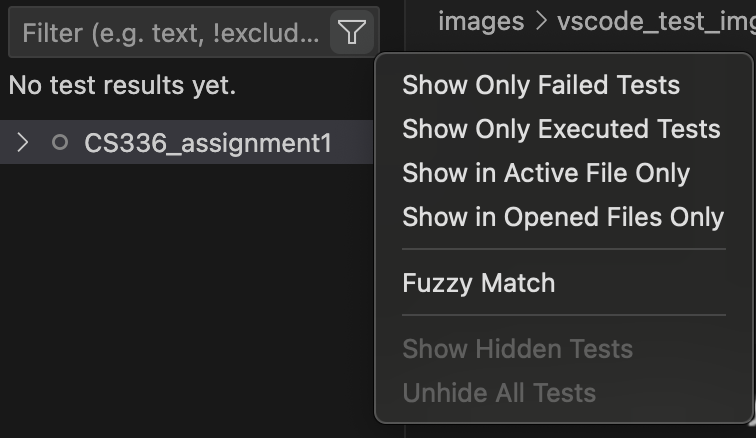 Filter (e.g. text, !exclud...
images > vscode_test_img
No test results yet.
CS336_assignment1
Show Only Failed Tests
Show Only Executed Tests
Show in Active File Only
Show in Opened Files Only
Fuzzy Match
Show Hidden Tests
Unhide All Tests